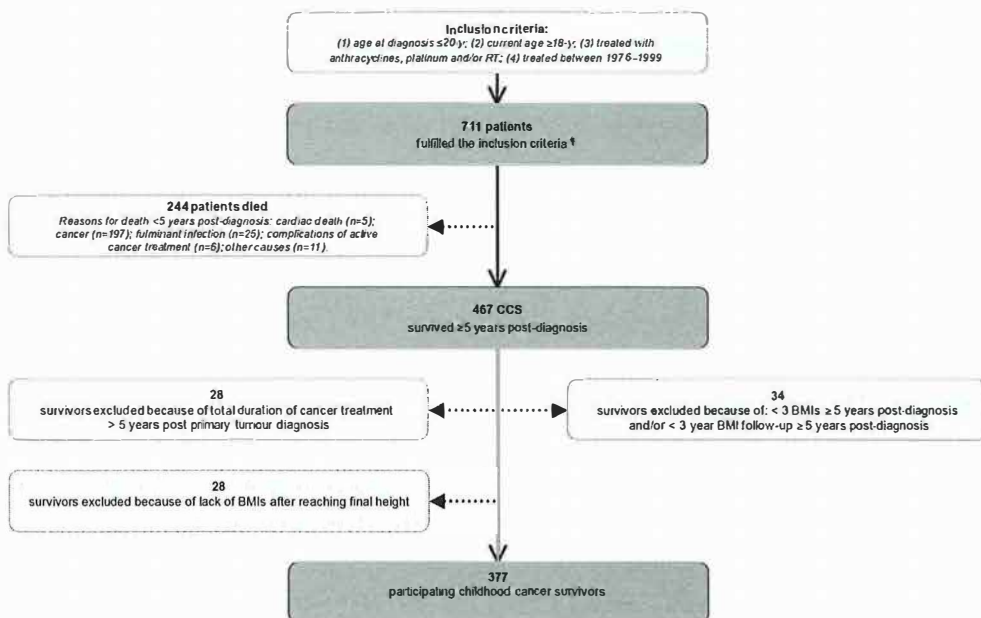 Inclusion criteria:
(1) age at diagnosis ≤20-y; (2) current age ≥18-y; (3) treated with
anthracyclines, platinum and/or RT; (4) treated between 1976–1999
711 patients
fulfilled the inclusion criteria
244 patients died
Reasons for death <5 years post-diagnosis: cardiac death (n=5);
cancer (n=197); fulminant infection (n=25); complications of active
cancer treatment (n=6); other causes (n=11).
467 CCS
survived ≥5 years post-diagnosis
28
survivors excluded because of total duration of cancer treatment
> 5 years post primary tumour diagnosis
34
survivors excluded because of: < 3 BMIs ≥ 5 years post-diagnosis
and/or < 3 year BMI follow-up ≥ 5 years post-diagnosis
28
survivors excluded because of lack of BMIs after reaching final height
377
participating childhood cancer survivors